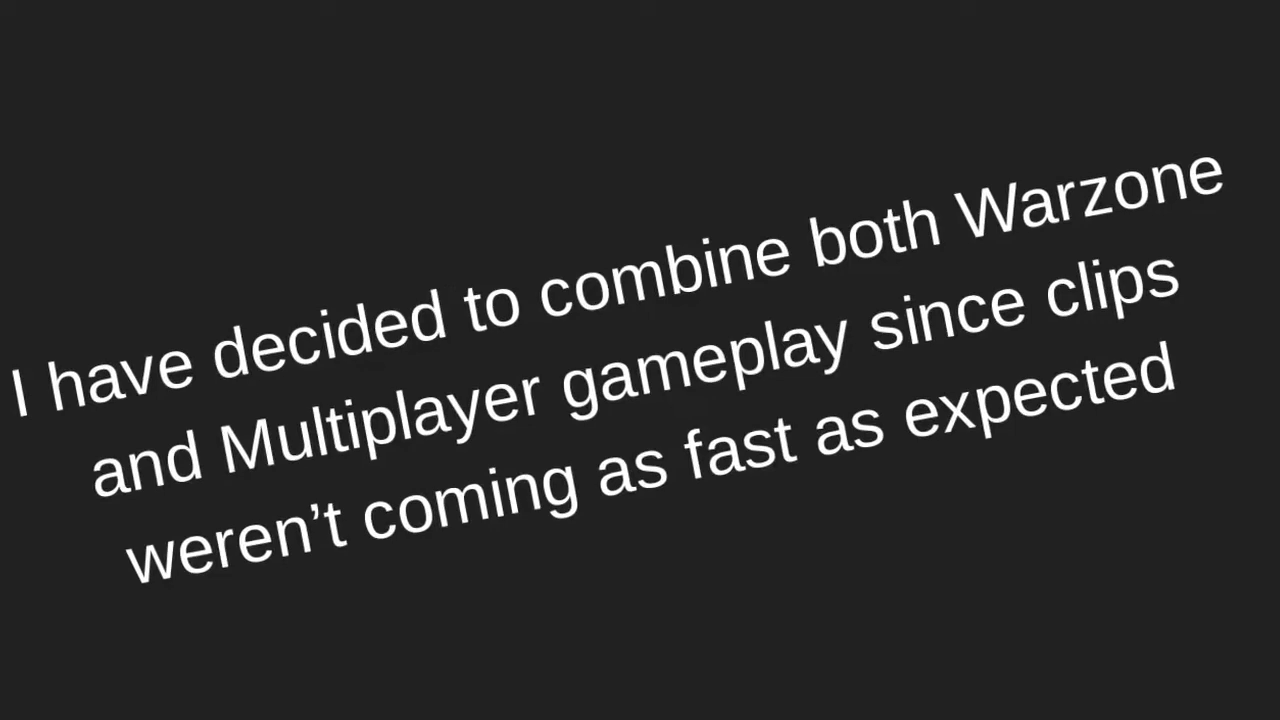 I have decided to combine both Warzone
and Multiplayer gameplay since clips
weren’t coming as fast as expected